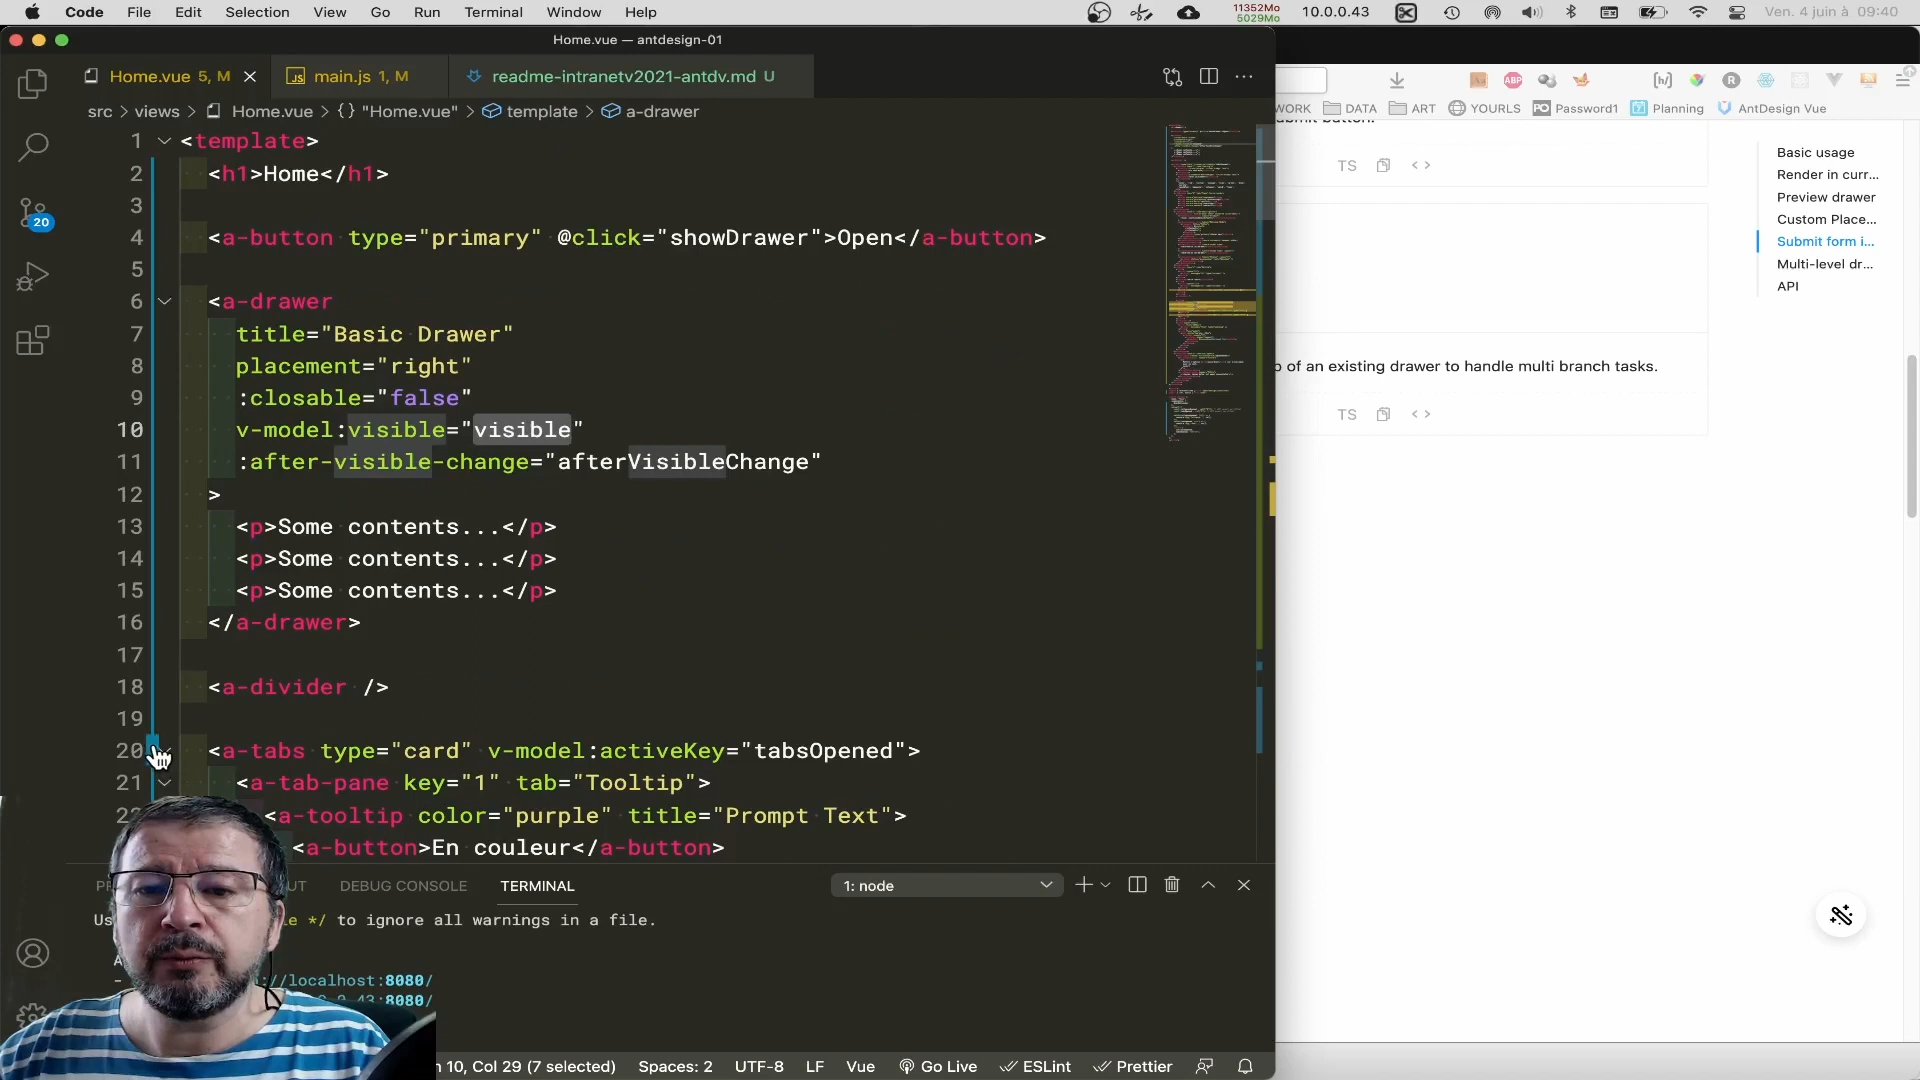 Code File Edit Selection View Go Run Terminal Window Help
11352Mo
5029Mo
10.0.0.43
Ven. 4 juin à 09:40
Home.vue — antdesign-01
Home.vue 5, M
main.js 1, M
readme-intranetv2021-antdv.md U
src > views > Home.vue > {} "Home.vue" > template > a-drawer
1 <template>
2 <h1>Home</h1>
3
4 <a-button type="primary" @click="showDrawer">Open</a-button>
5
6 <a-drawer
7 title="Basic Drawer"
8 placement="right"
9 :closable="false"
10 v-model:visible="visible"
11 :after-visible-change="afterVisibleChange"
12 >
13 <p>Some contents...</p>
14 <p>Some contents...</p>
15 <p>Some contents...</p>
16 </a-drawer>
17
18 <a-divider />
19
20 <a-tabs type="card" v-model:activeKey="tabsOpened">
21 <a-tab-pane key="1" tab="Tooltip">
<a-tooltip color="purple" title="Prompt Text">
<a-button>En couleur</a-button>
20
DEBUG CONSOLE TERMINAL
1: node
e */ to ignore all warnings in a file.
//localhost:8080/
43:8080/
10, Col 29 (7 selected) Spaces: 2 UTF-8 LF Vue Go Live ESLint Prettier
WORK DATA ART YOURLS Password1 Planning AntDesign Vue
ABP
TS
of an existing drawer to handle multi branch tasks.
TS
Basic usage
Render in curr...
Preview drawer
Custom Place...
Submit form i...
Multi-level dr...
API